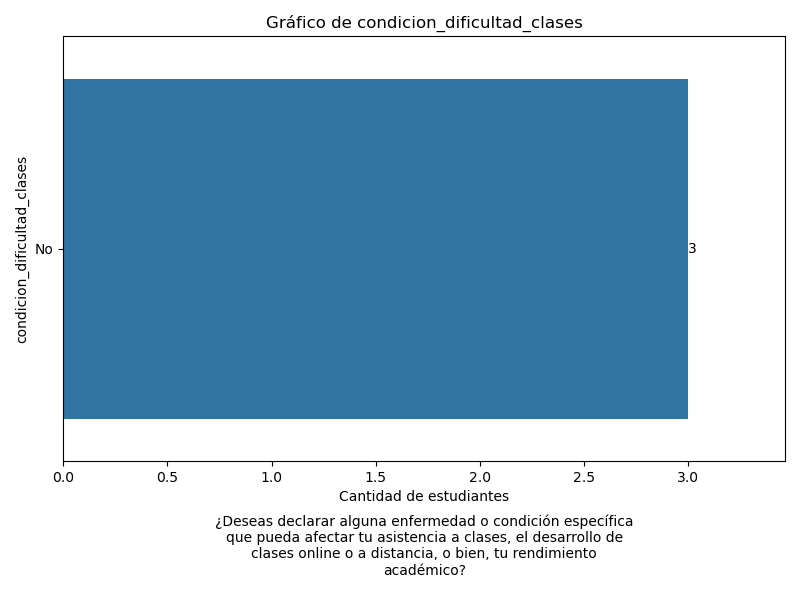 Gráfico de condicion_dificultad_clases
condicion_dificultad_clases
No
3
0.0 0.5 1.0 1.5 2.0 2.5 3.0
Cantidad de estudiantes
¿Deseas declarar alguna enfermedad o condición específica
que pueda afectar tu asistencia a clases, el desarrollo de
clases online o a distancia, o bien, tu rendimiento
académico?